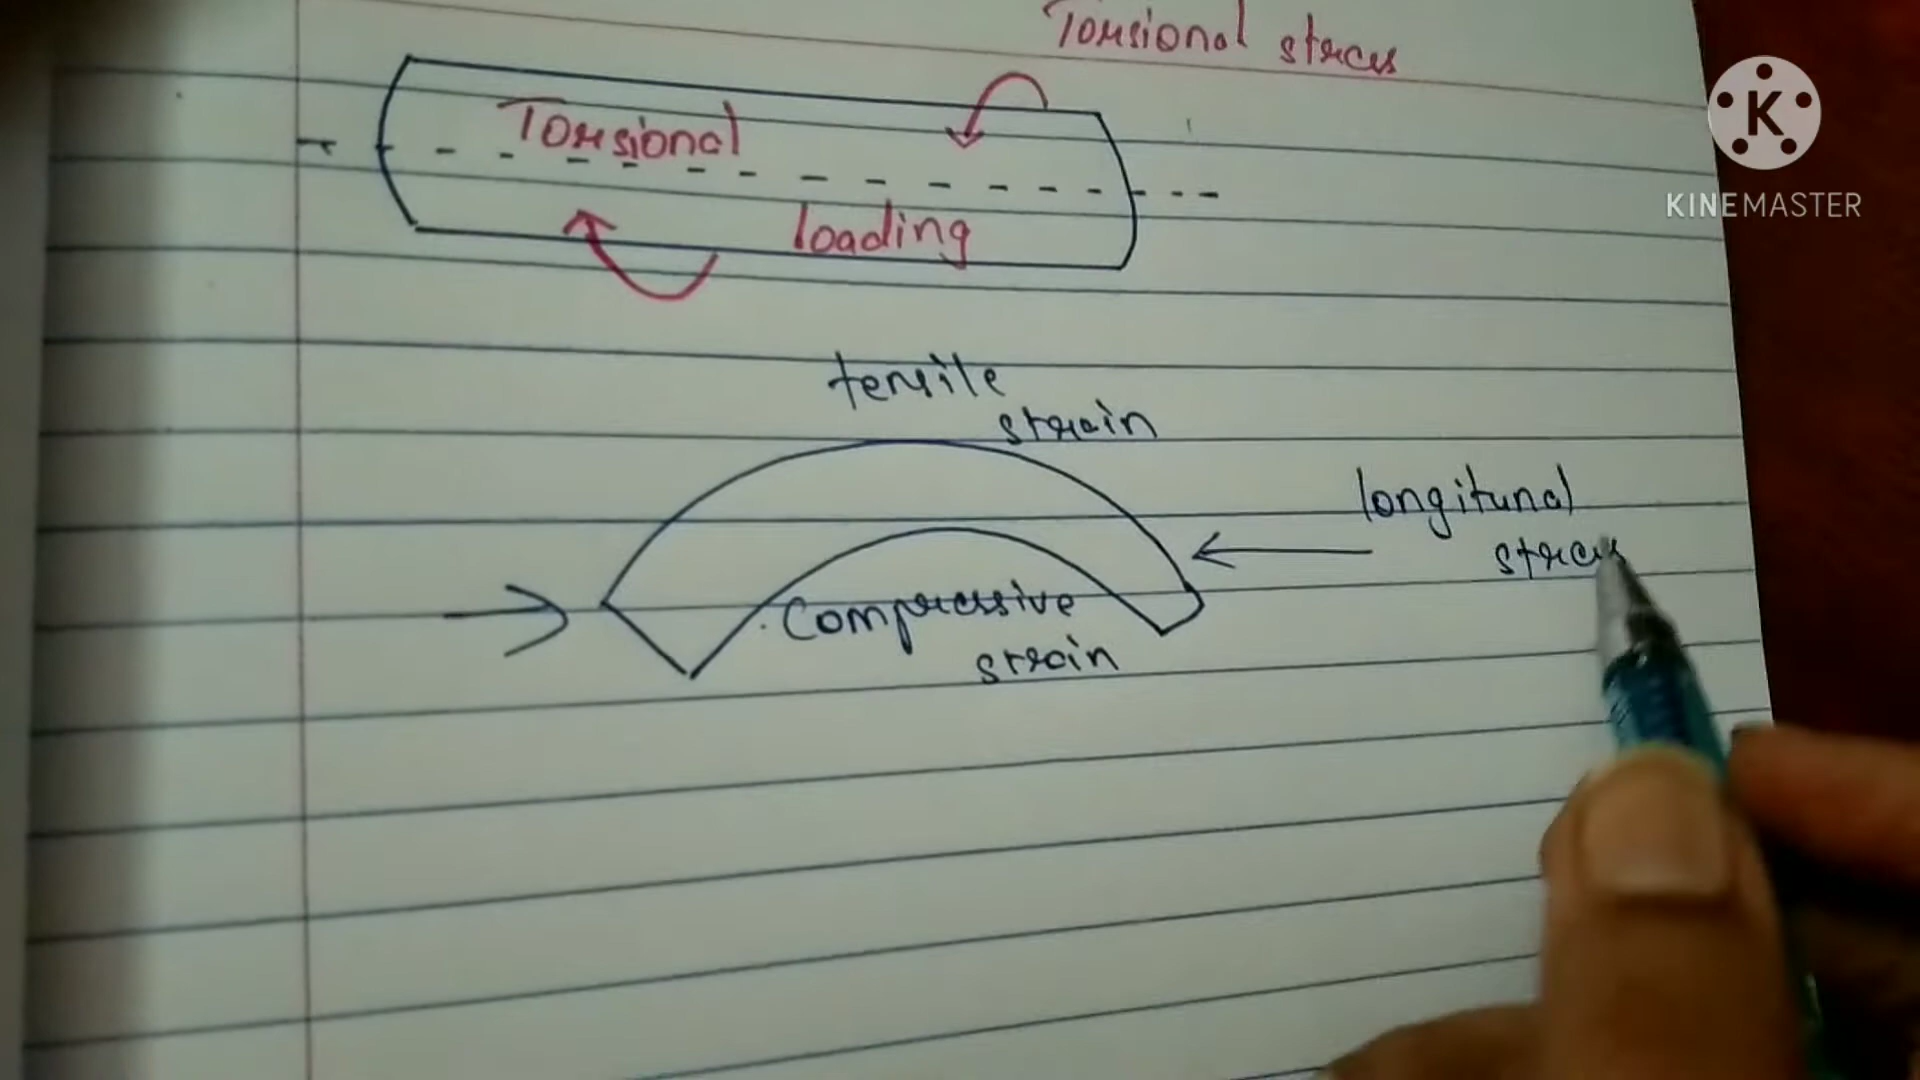 Torsional stress
K
KINEMASTER
Torsional
loading
tensile
strain
longitunal
stress
Compressive
strain